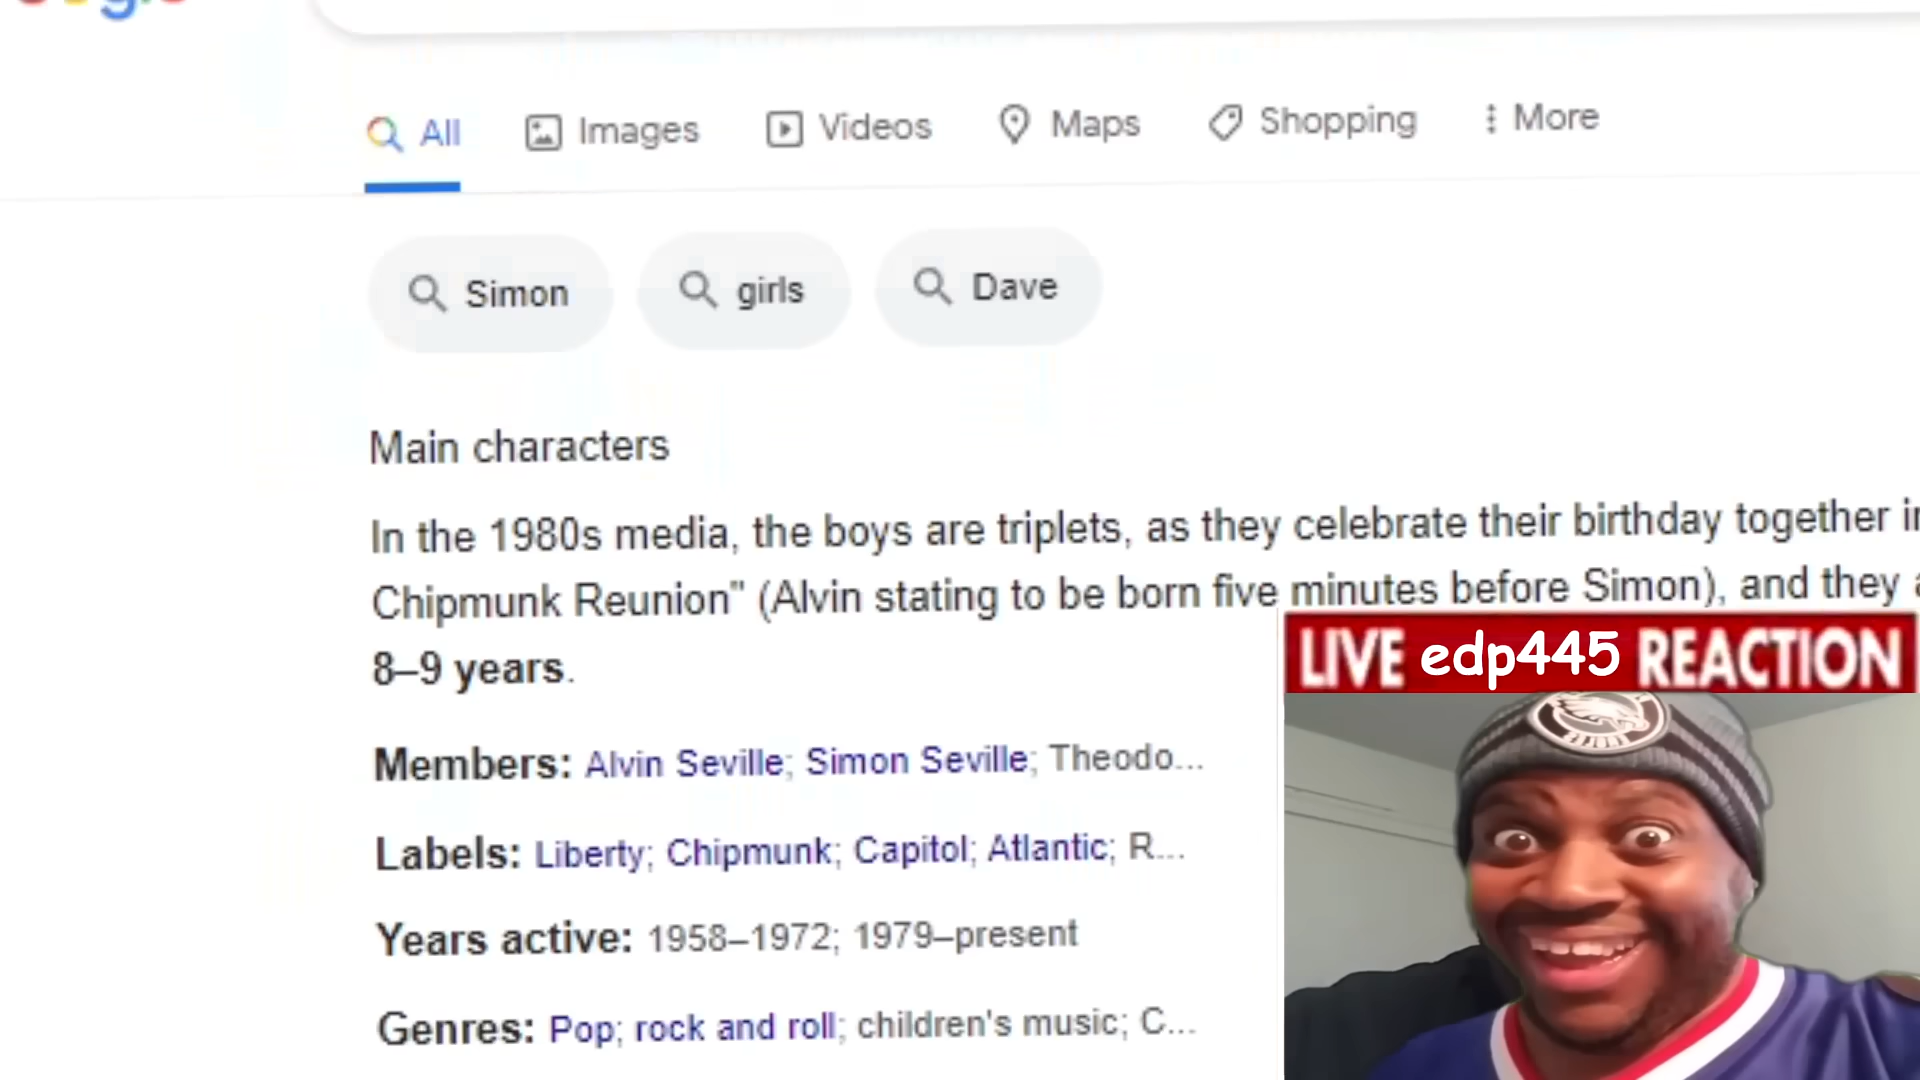 All Images Videos Maps Shopping More
Simon girls Dave
Main characters
In the 1980s media, the boys are triplets, as they celebrate their birthday together
Chipmunk Reunion" (Alvin stating to be born five minutes before Simon), and they
8–9 years.
LIVE edp445 REACTION
Members: Alvin Seville; Simon Seville; Theodo...
Labels: Liberty; Chipmunk; Capitol; Atlantic; R...
Years active: 1958–1972; 1979–present
Genres: Pop; rock and roll; children's music; C...